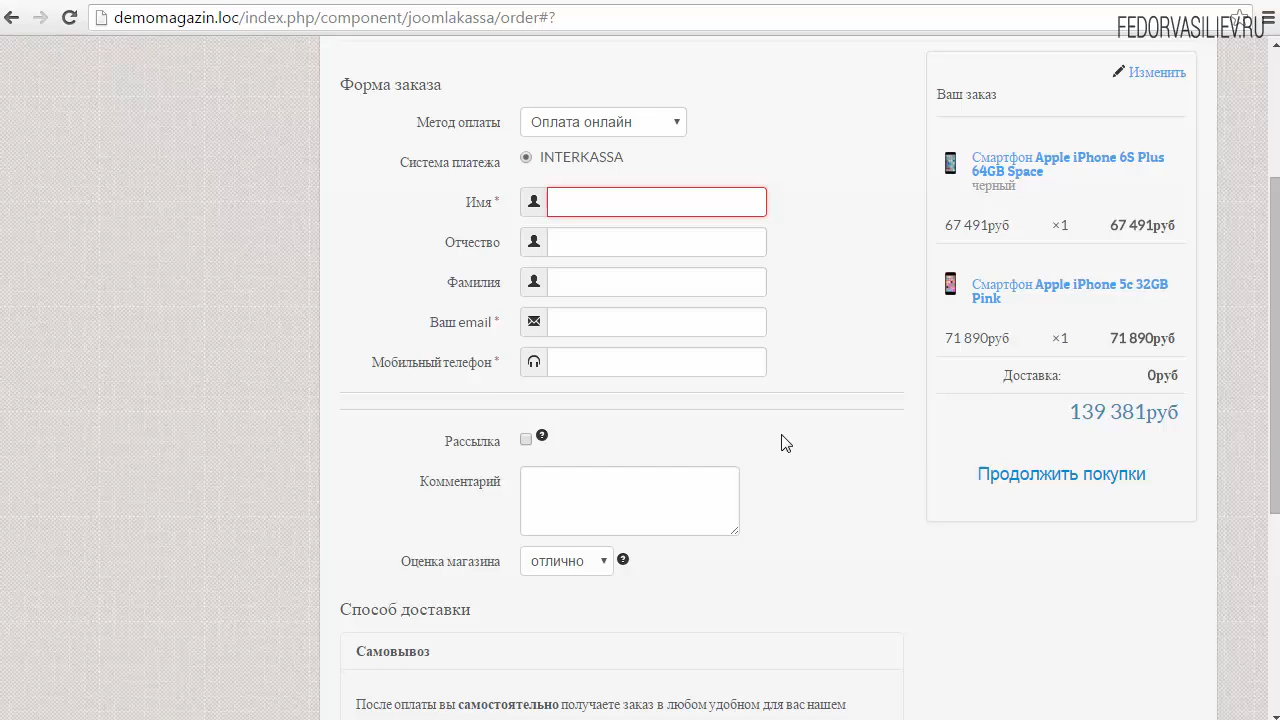 demomagazin.loc/index.php/component/joomlakassa/order#?
FEDORVASILIEV.RU
Форма заказа
Метод оплаты
Оплата онлайн
Система платежа
INTERKASSA
Имя *
Отчество
Фамилия
Ваш email *
Мобильный телефон *
Рассылка
Комментарий
Оценка магазина
отлично
Способ доставки
Самовывоз
После оплаты вы самостоятельно получаете заказ в любом удобном для вас нашем
Изменить
Ваш заказ
Смартфон Apple iPhone 6S Plus
64GB Space
черный
67 491руб ×1 67 491руб
Смартфон Apple iPhone 5c 32GB
Pink
71 890руб ×1 71 890руб
Доставка: 0руб
139 381руб
Продолжить покупки